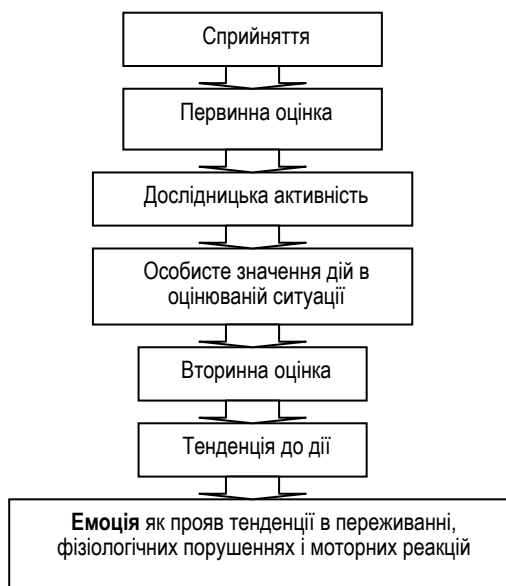 Сприйняття
Первинна оцінка
Дослідницька активність
Особисте значення дій в
оцінюваній ситуації
Вторинна оцінка
Тенденція до дії
Емоція як прояв тенденції в переживанні,
фізіологічних порушеннях і моторних реакцій